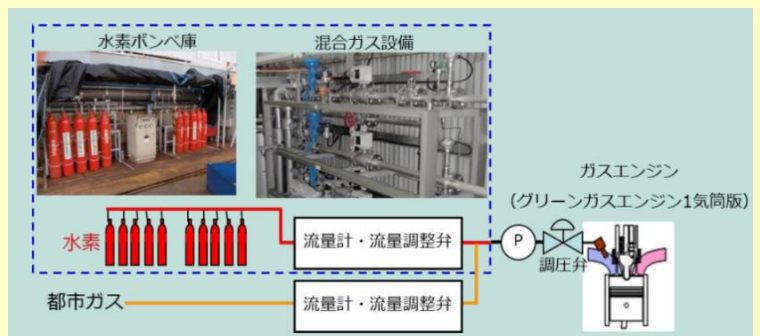 水素ボンベ庫
混合ガス設備
ガスエンジン
（グリーンガスエンジン1気筒版）
水素
流量計・流量調整弁
P
調圧弁
都市ガス
流量計・流量調整弁